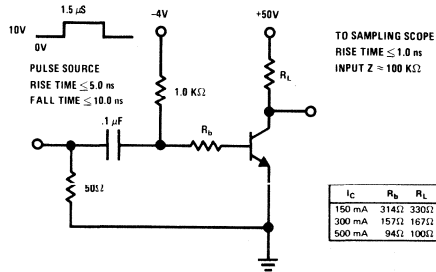 1.5 μS
10V
0V
PULSE SOURCE
RISE TIME ≤ 5.0 ns
FALL TIME ≤ 10.0 ns
-4V
+50V
1.0 KΩ
.1 μF
50Ω
Rb
RL
TO SAMPLING SCOPE
RISE TIME ≤ 1.0 ns
INPUT Z ≈ 100 KΩ
IC Rb RL
150 mA 314Ω 330Ω
300 mA 157Ω 167Ω
500 mA 94Ω 100Ω